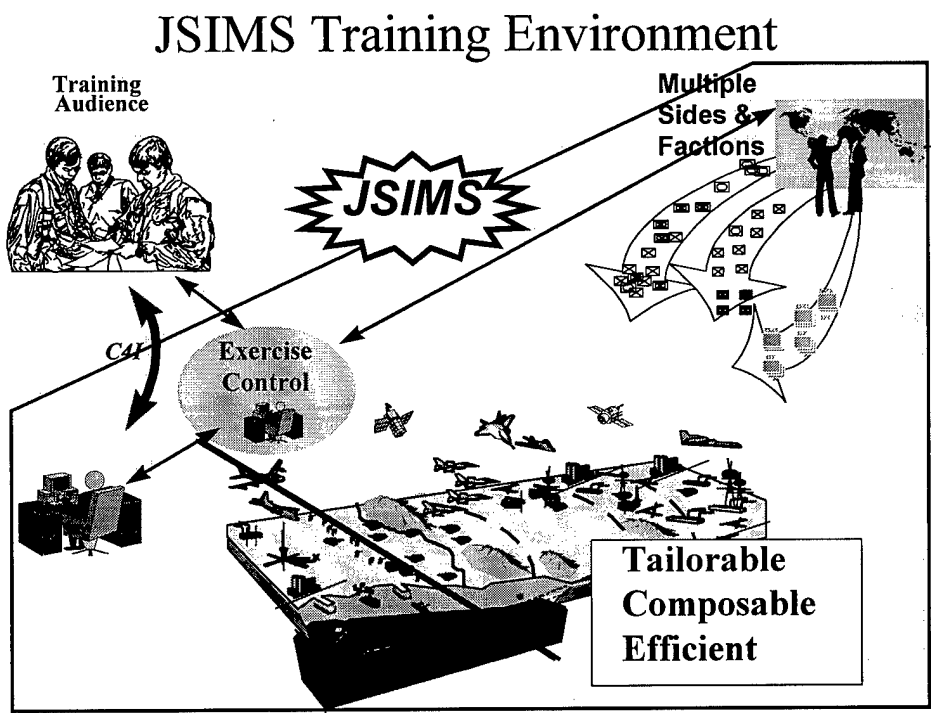 JSIMS Training Environment
Training
Audience
Multiple
Sides &
Factions
JSIMS
C4I
Exercise
Control
Tailorable
Composable
Efficient